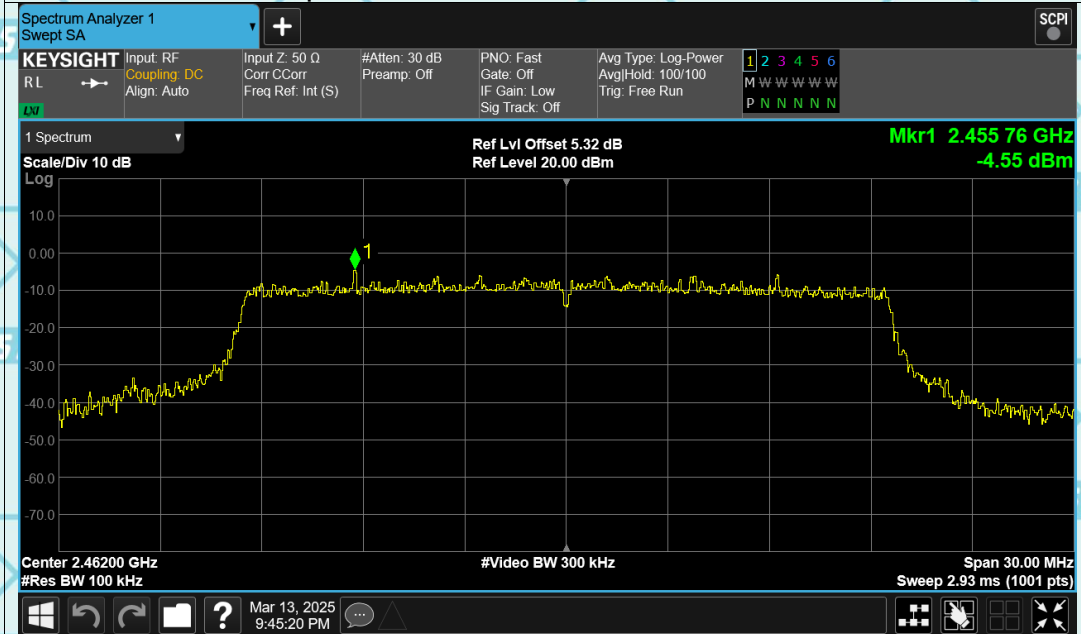 Spectrum Analyzer 1
Swept SA
+
SCPI
KEYSIGHT
R L
LXI
Input: RF
Coupling: DC
Align: Auto
Input Z: 50 Ω
Corr CCorr
Freq Ref: Int (S)
#Atten: 30 dB
Preamp: Off
PNO: Fast
Gate: Off
IF Gain: Low
Sig Track: Off
Avg Type: Log-Power
Avg|Hold: 100/100
Trig: Free Run
1 2 3 4 5 6
M W W W W W
P N N N N N
1 Spectrum
Scale/Div 10 dB
Log
Ref Lvl Offset 5.32 dB
Ref Level 20.00 dBm
Mkr1 2.455 76 GHz
-4.55 dBm
1
10.0
0.00
-10.0
-20.0
-30.0
-40.0
-50.0
-60.0
-70.0
Center 2.46200 GHz
#Res BW 100 kHz
#Video BW 300 kHz
Span 30.00 MHz
Sweep 2.93 ms (1001 pts)
?
Mar 13, 2025
9:45:20 PM